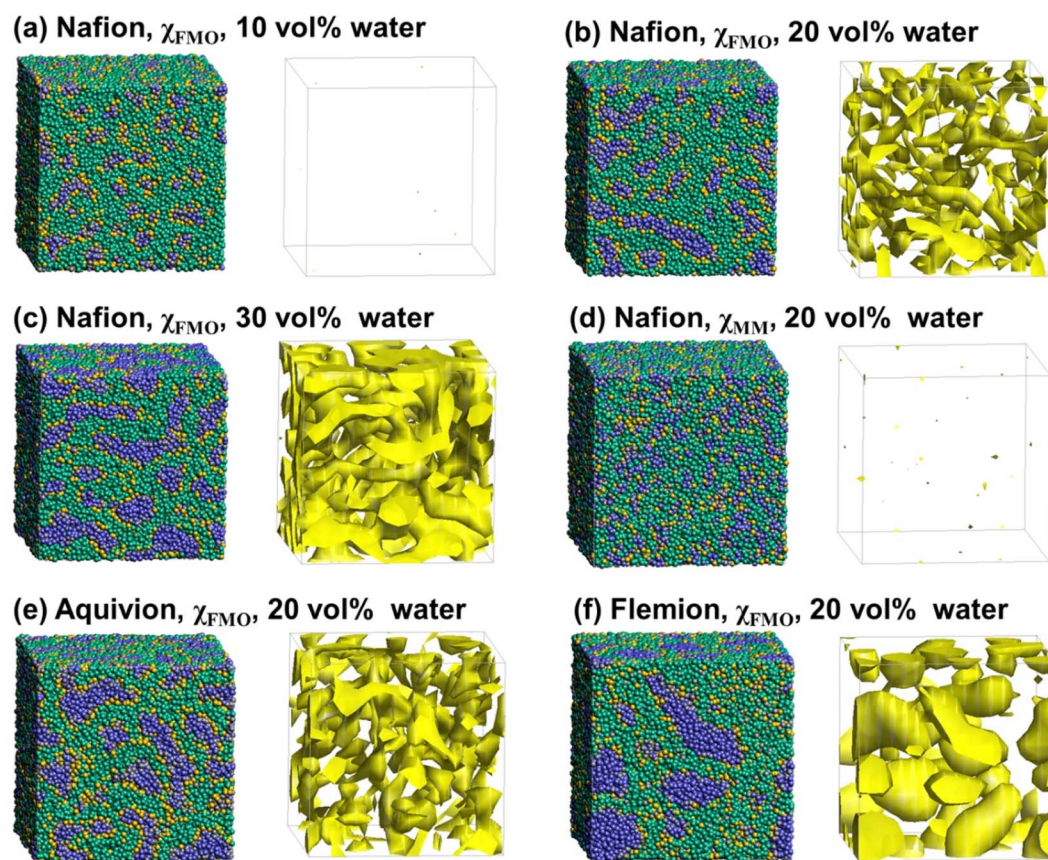 (a) Nafion, χFMO, 10 vol% water
(b) Nafion, χFMO, 20 vol% water
(c) Nafion, χFMO, 30 vol% water
(d) Nafion, χMM, 20 vol% water
(e) Aquivion, χFMO, 20 vol% water
(f) Flemion, χFMO, 20 vol% water